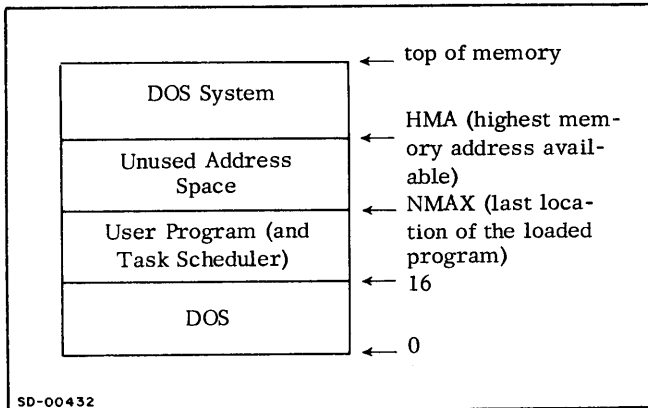 top of memory
DOS System
HMA (highest mem-
ory address avail-
able)
Unused Address
Space
NMAX (last loca-
tion of the loaded
program)
User Program (and
Task Scheduler)
16
DOS
0
SD-00432